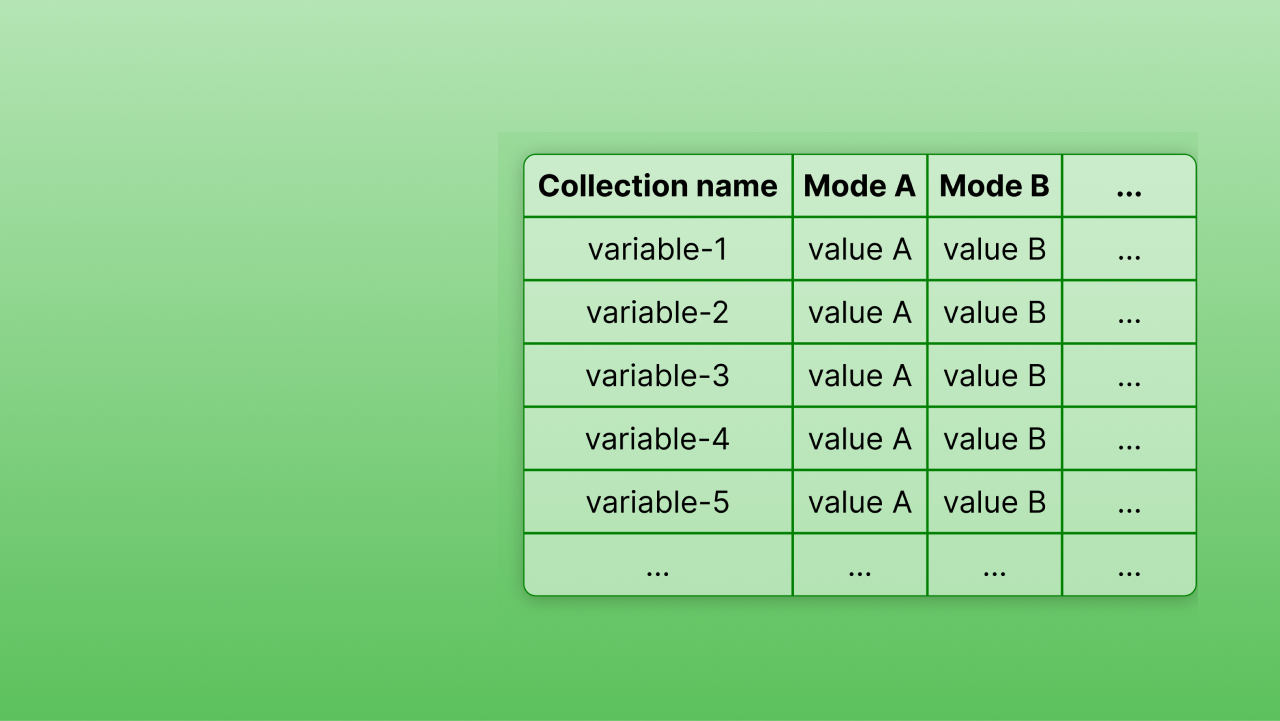 Collection name Mode A Mode B ...
variable-1 value A value B ...
variable-2 value A value B ...
variable-3 value A value B ...
variable-4 value A value B ...
variable-5 value A value B ...
... ... ... ...